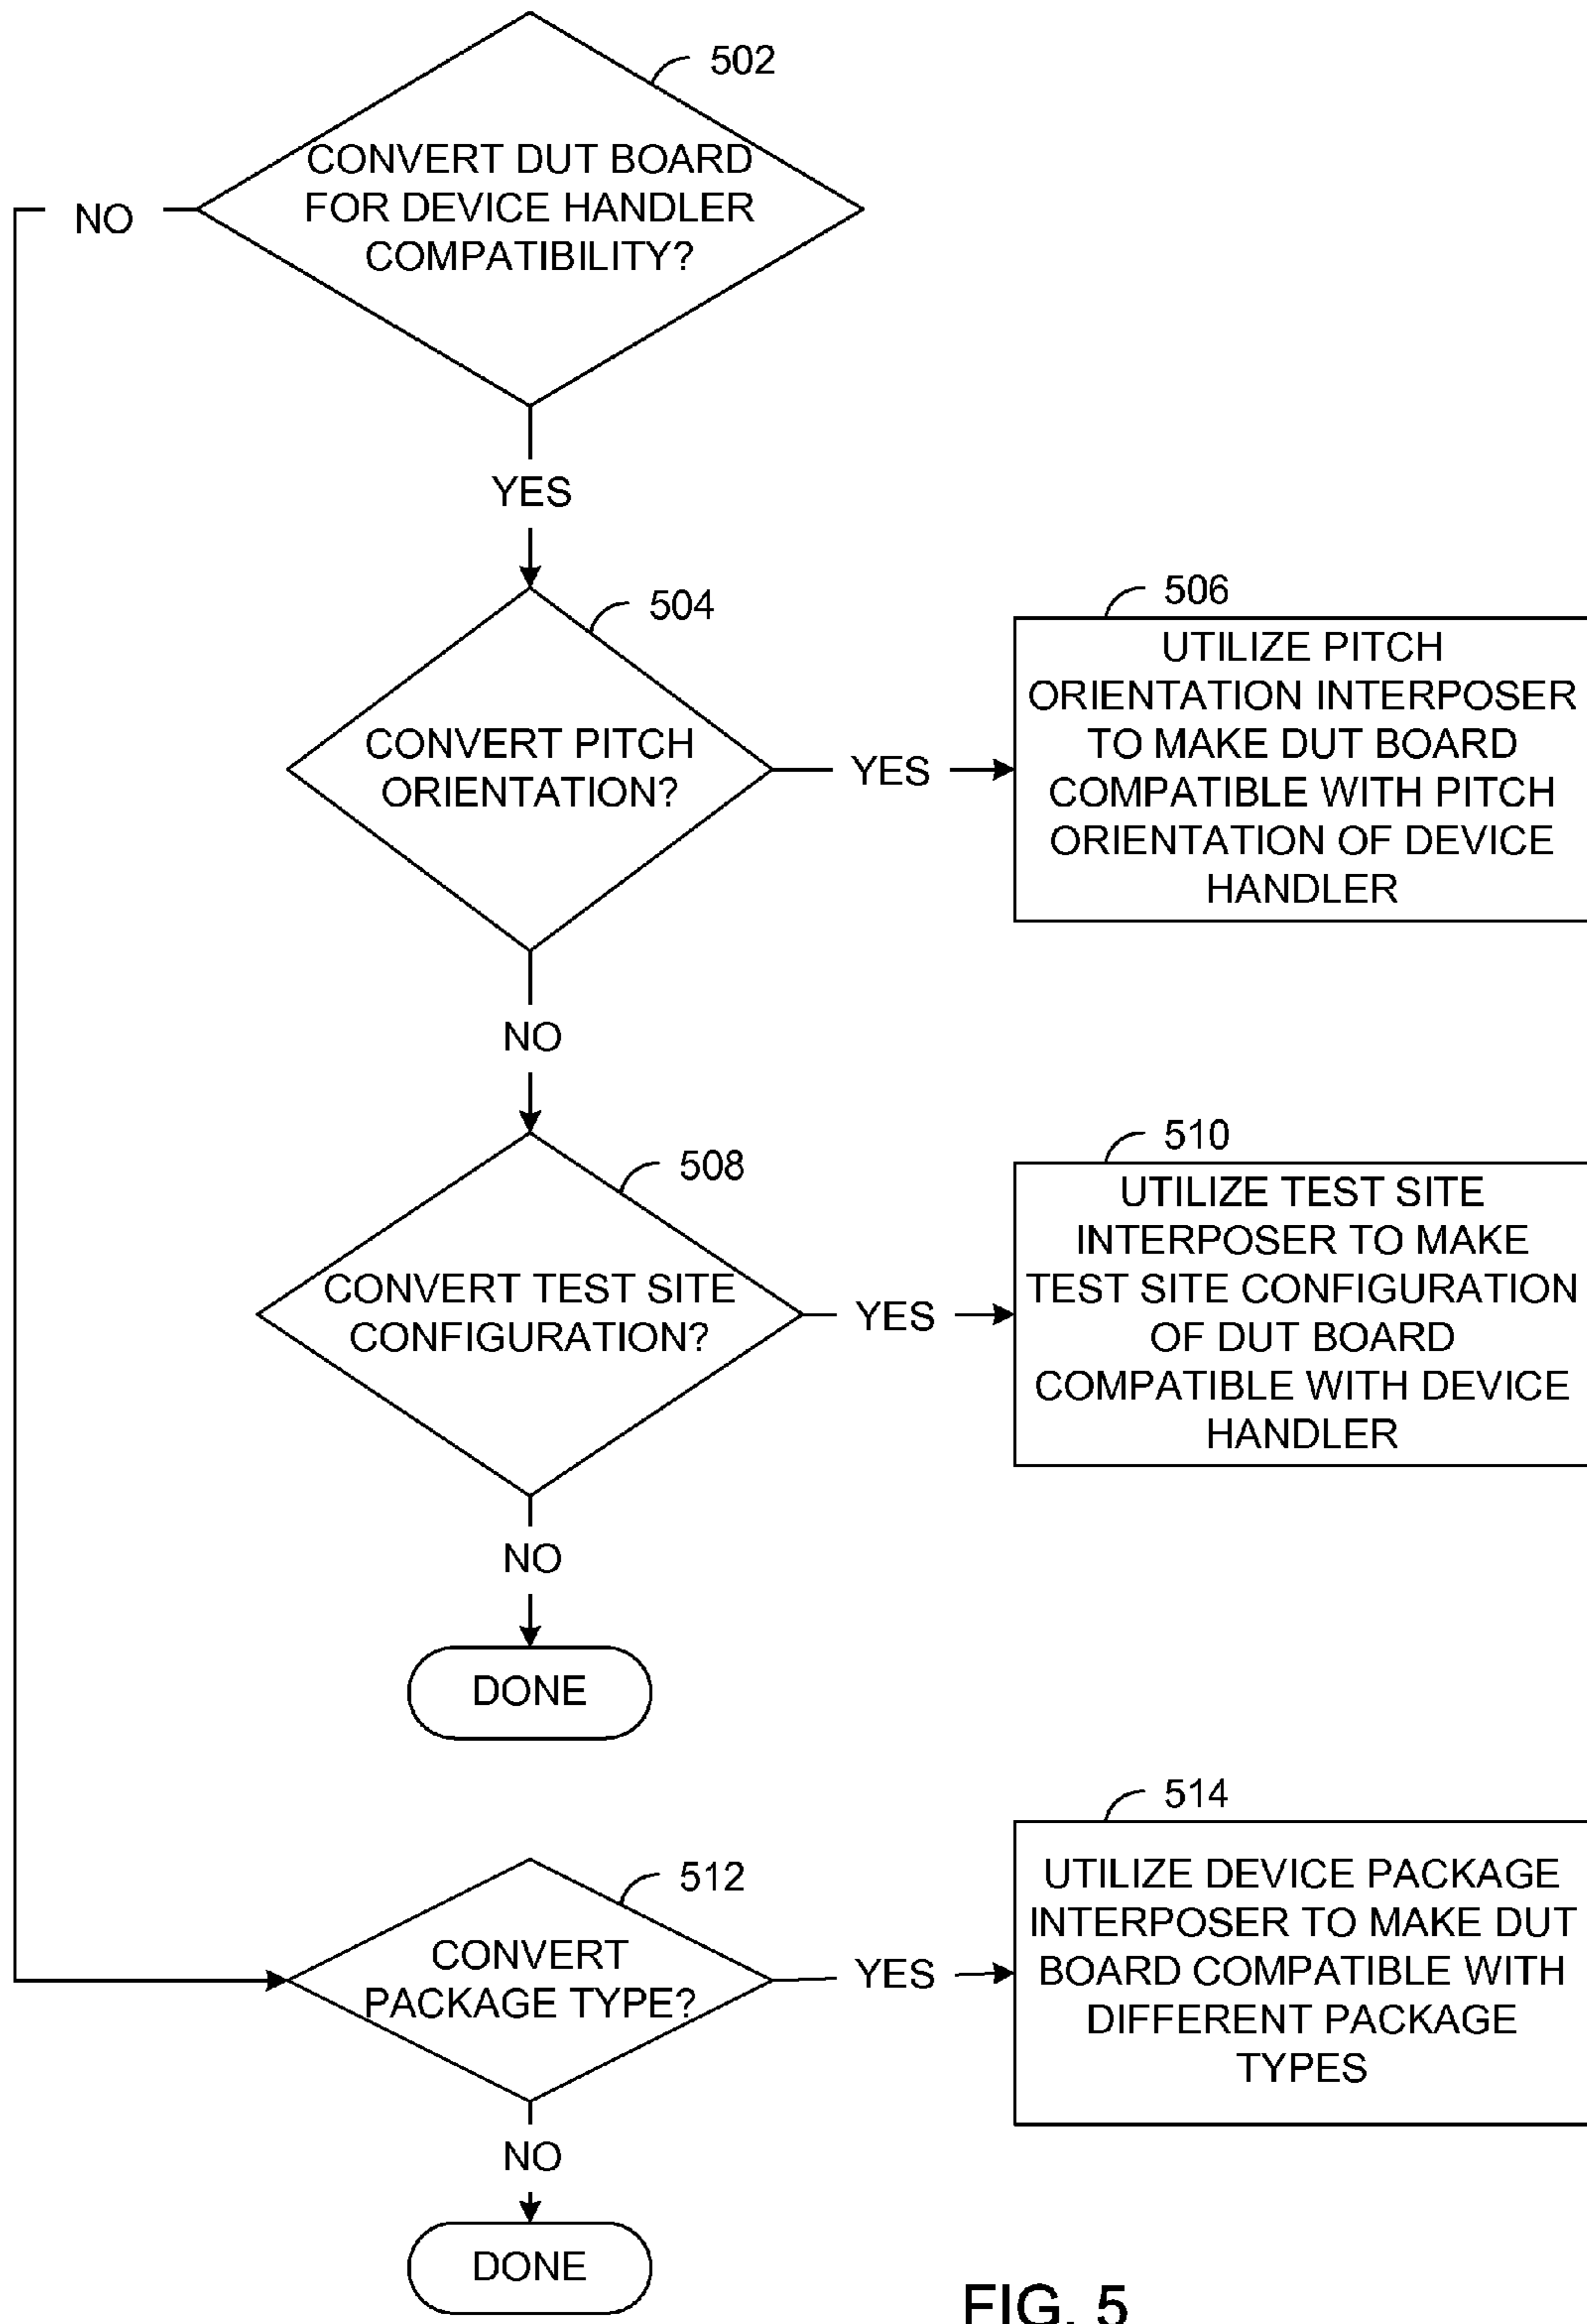 502
CONVERT DUT BOARD
FOR DEVICE HANDLER
COMPATIBILITY?
NO
YES
504
CONVERT PITCH
ORIENTATION?
YES
506
UTILIZE PITCH
ORIENTATION INTERPOSER
TO MAKE DUT BOARD
COMPATIBLE WITH PITCH
ORIENTATION OF DEVICE
HANDLER
NO
508
CONVERT TEST SITE
CONFIGURATION?
YES
510
UTILIZE TEST SITE
INTERPOSER TO MAKE
TEST SITE CONFIGURATION
OF DUT BOARD
COMPATIBLE WITH DEVICE
HANDLER
NO
DONE
512
CONVERT
PACKAGE TYPE?
YES
514
UTILIZE DEVICE PACKAGE
INTERPOSER TO MAKE DUT
BOARD COMPATIBLE WITH
DIFFERENT PACKAGE
TYPES
NO
DONE
FIG. 5